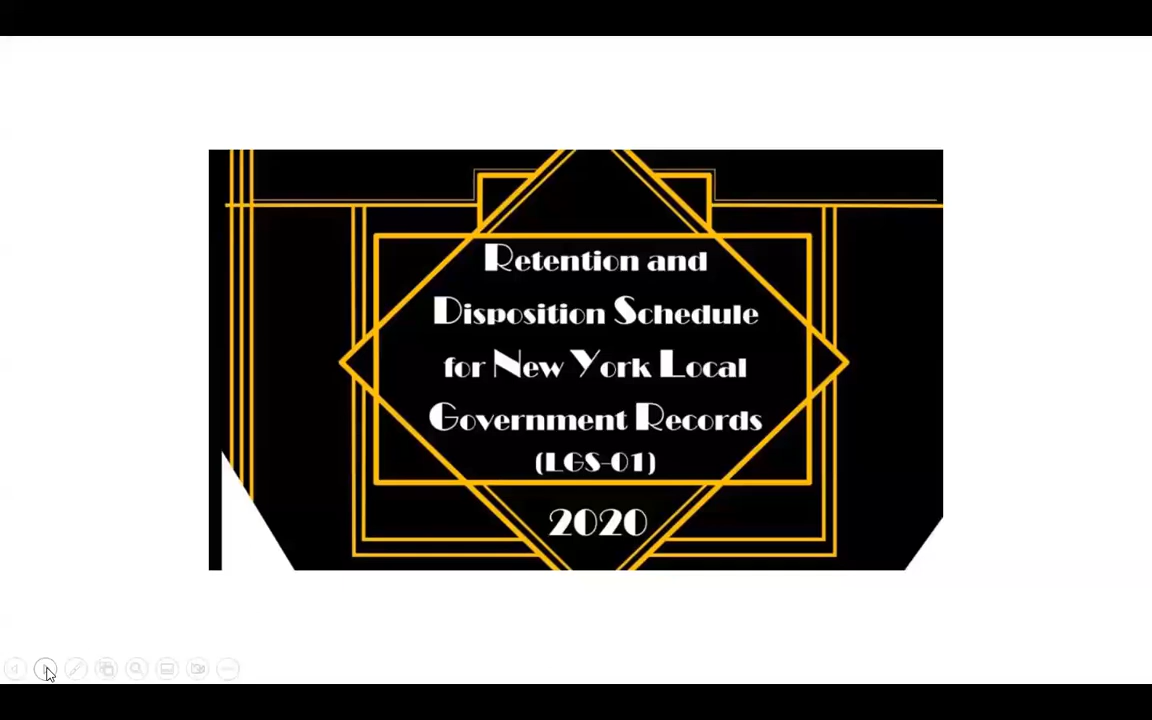 Retention and
Disposition Schedule
for New York Local
Government Records
(LGS-01)
2020